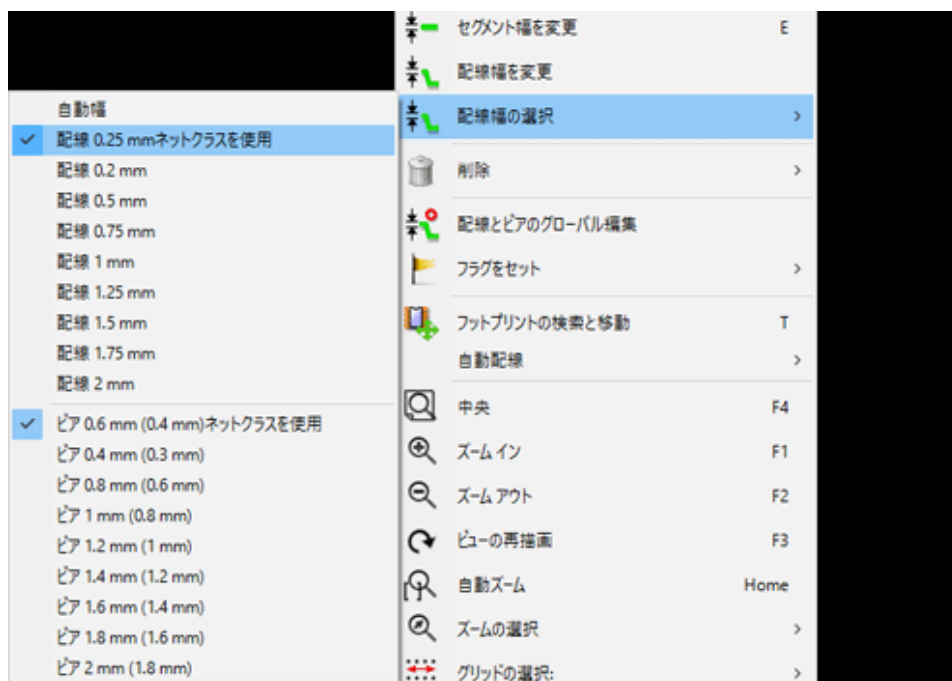 セグメント幅を変更 E
配線幅を変更
配線幅の選択
削除
配線とビアのグローバル編集
フラグをセット
フットプリントの検索と移動 T
自動配線
中央 F4
ズーム イン F1
ズーム アウト F2
ビューの再描画 F3
自動ズーム Home
ズームの選択
グリッドの選択:
自動幅
配線 0.25 mmネットクラスを使用
配線 0.2 mm
配線 0.5 mm
配線 0.75 mm
配線 1 mm
配線 1.25 mm
配線 1.5 mm
配線 1.75 mm
配線 2 mm
ビア 0.6 mm (0.4 mm)ネットクラスを使用
ビア 0.4 mm (0.3 mm)
ビア 0.8 mm (0.6 mm)
ビア 1 mm (0.8 mm)
ビア 1.2 mm (1 mm)
ビア 1.4 mm (1.2 mm)
ビア 1.6 mm (1.4 mm)
ビア 1.8 mm (1.6 mm)
ビア 2 mm (1.8 mm)